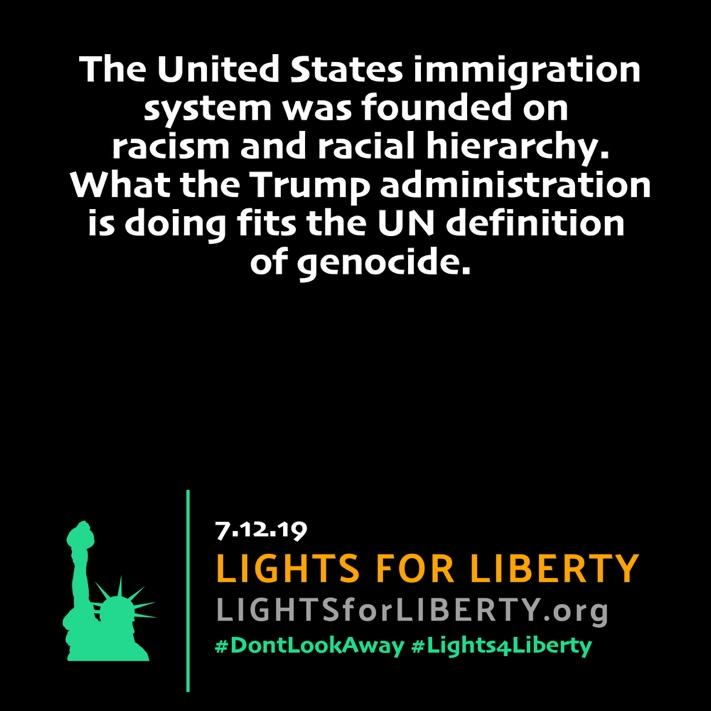 The United States immigration
system was founded on
racism and racial hierarchy.
What the Trump administration
is doing fits the UN definition
of genocide.
7.12.19
LIGHTS FOR LIBERTY
LIGHTSforLIBERTY.org
#DontLookAway #Lights4Liberty